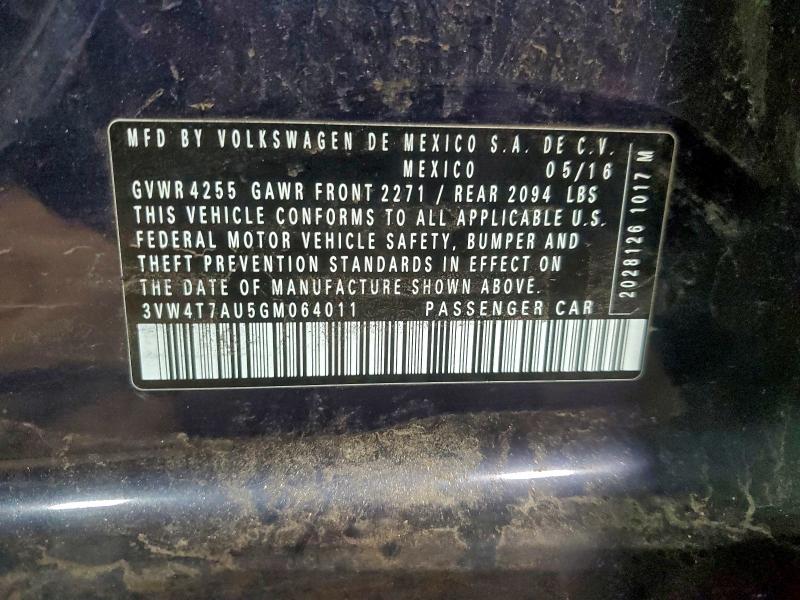 MFD BY VOLKSWAGEN DE MEXICO S.A. DE C.V.
MEXICO 05/16
GVWR 4255 GAWR FRONT 2271 / REAR 2094 LBS
THIS VEHICLE CONFORMS TO ALL APPLICABLE U.S.
FEDERAL MOTOR VEHICLE SAFETY, BUMPER AND
THEFT PREVENTION STANDARDS IN EFFECT ON
THE DATE OF MANUFACTURE SHOWN ABOVE.
3VW4T7AU5GM064011 PASSENGER CAR
2028126 1017 M